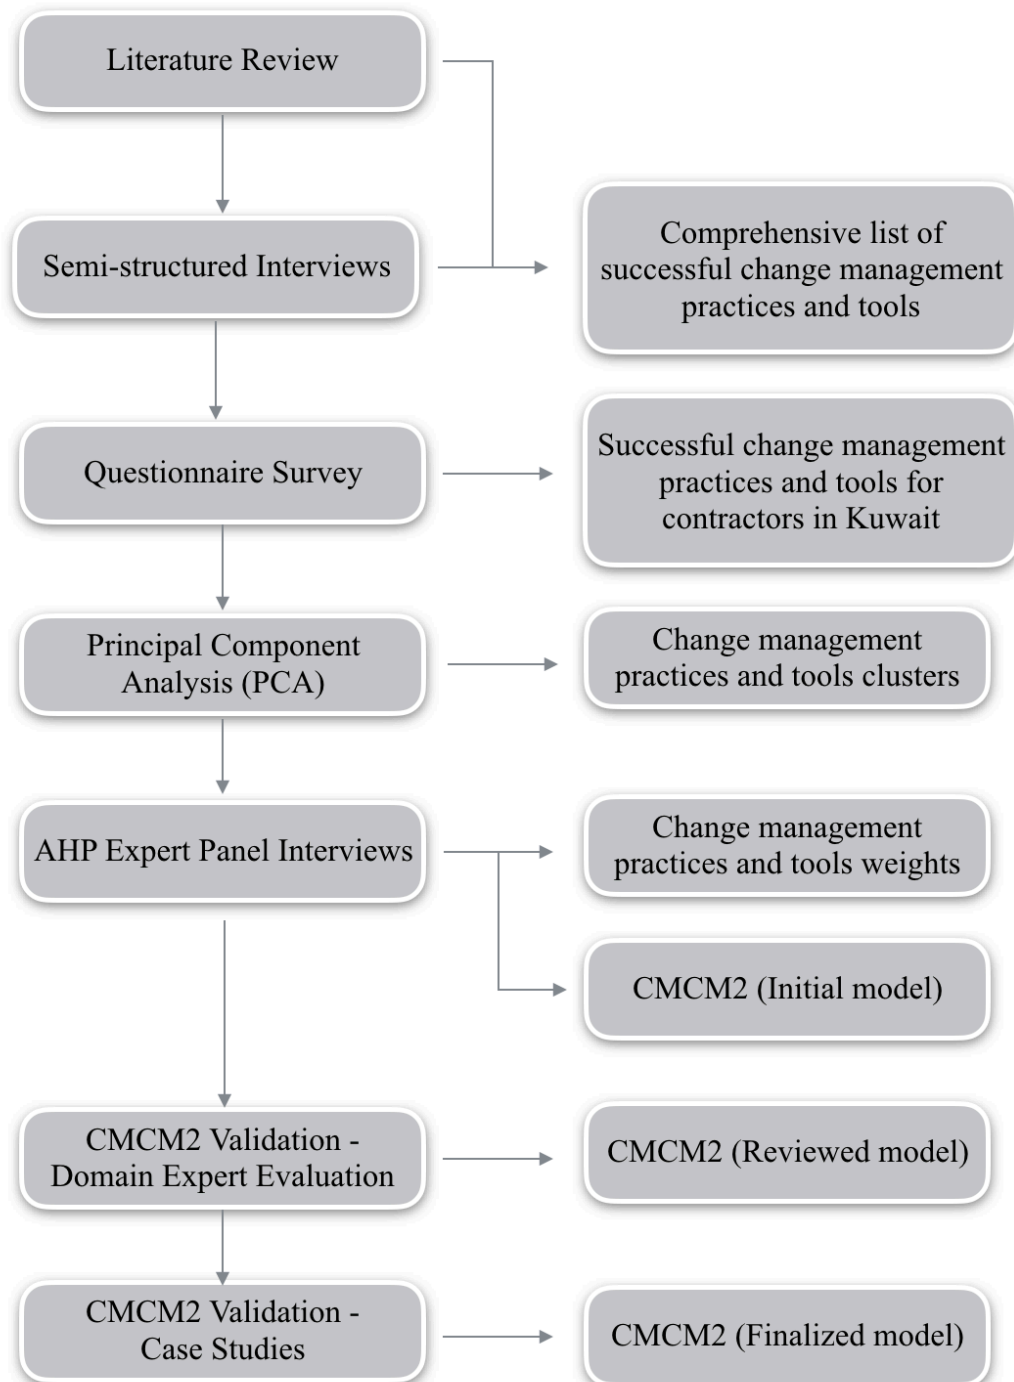 Literature Review
Semi-structured Interviews
Comprehensive list of
successful change management
practices and tools
Questionnaire Survey
Successful change management
practices and tools for
contractors in Kuwait
Principal Component
Analysis (PCA)
Change management
practices and tools clusters
AHP Expert Panel Interviews
Change management
practices and tools weights
CMCM2 (Initial model)
CMCM2 Validation -
Domain Expert Evaluation
CMCM2 (Reviewed model)
CMCM2 Validation -
Case Studies
CMCM2 (Finalized model)